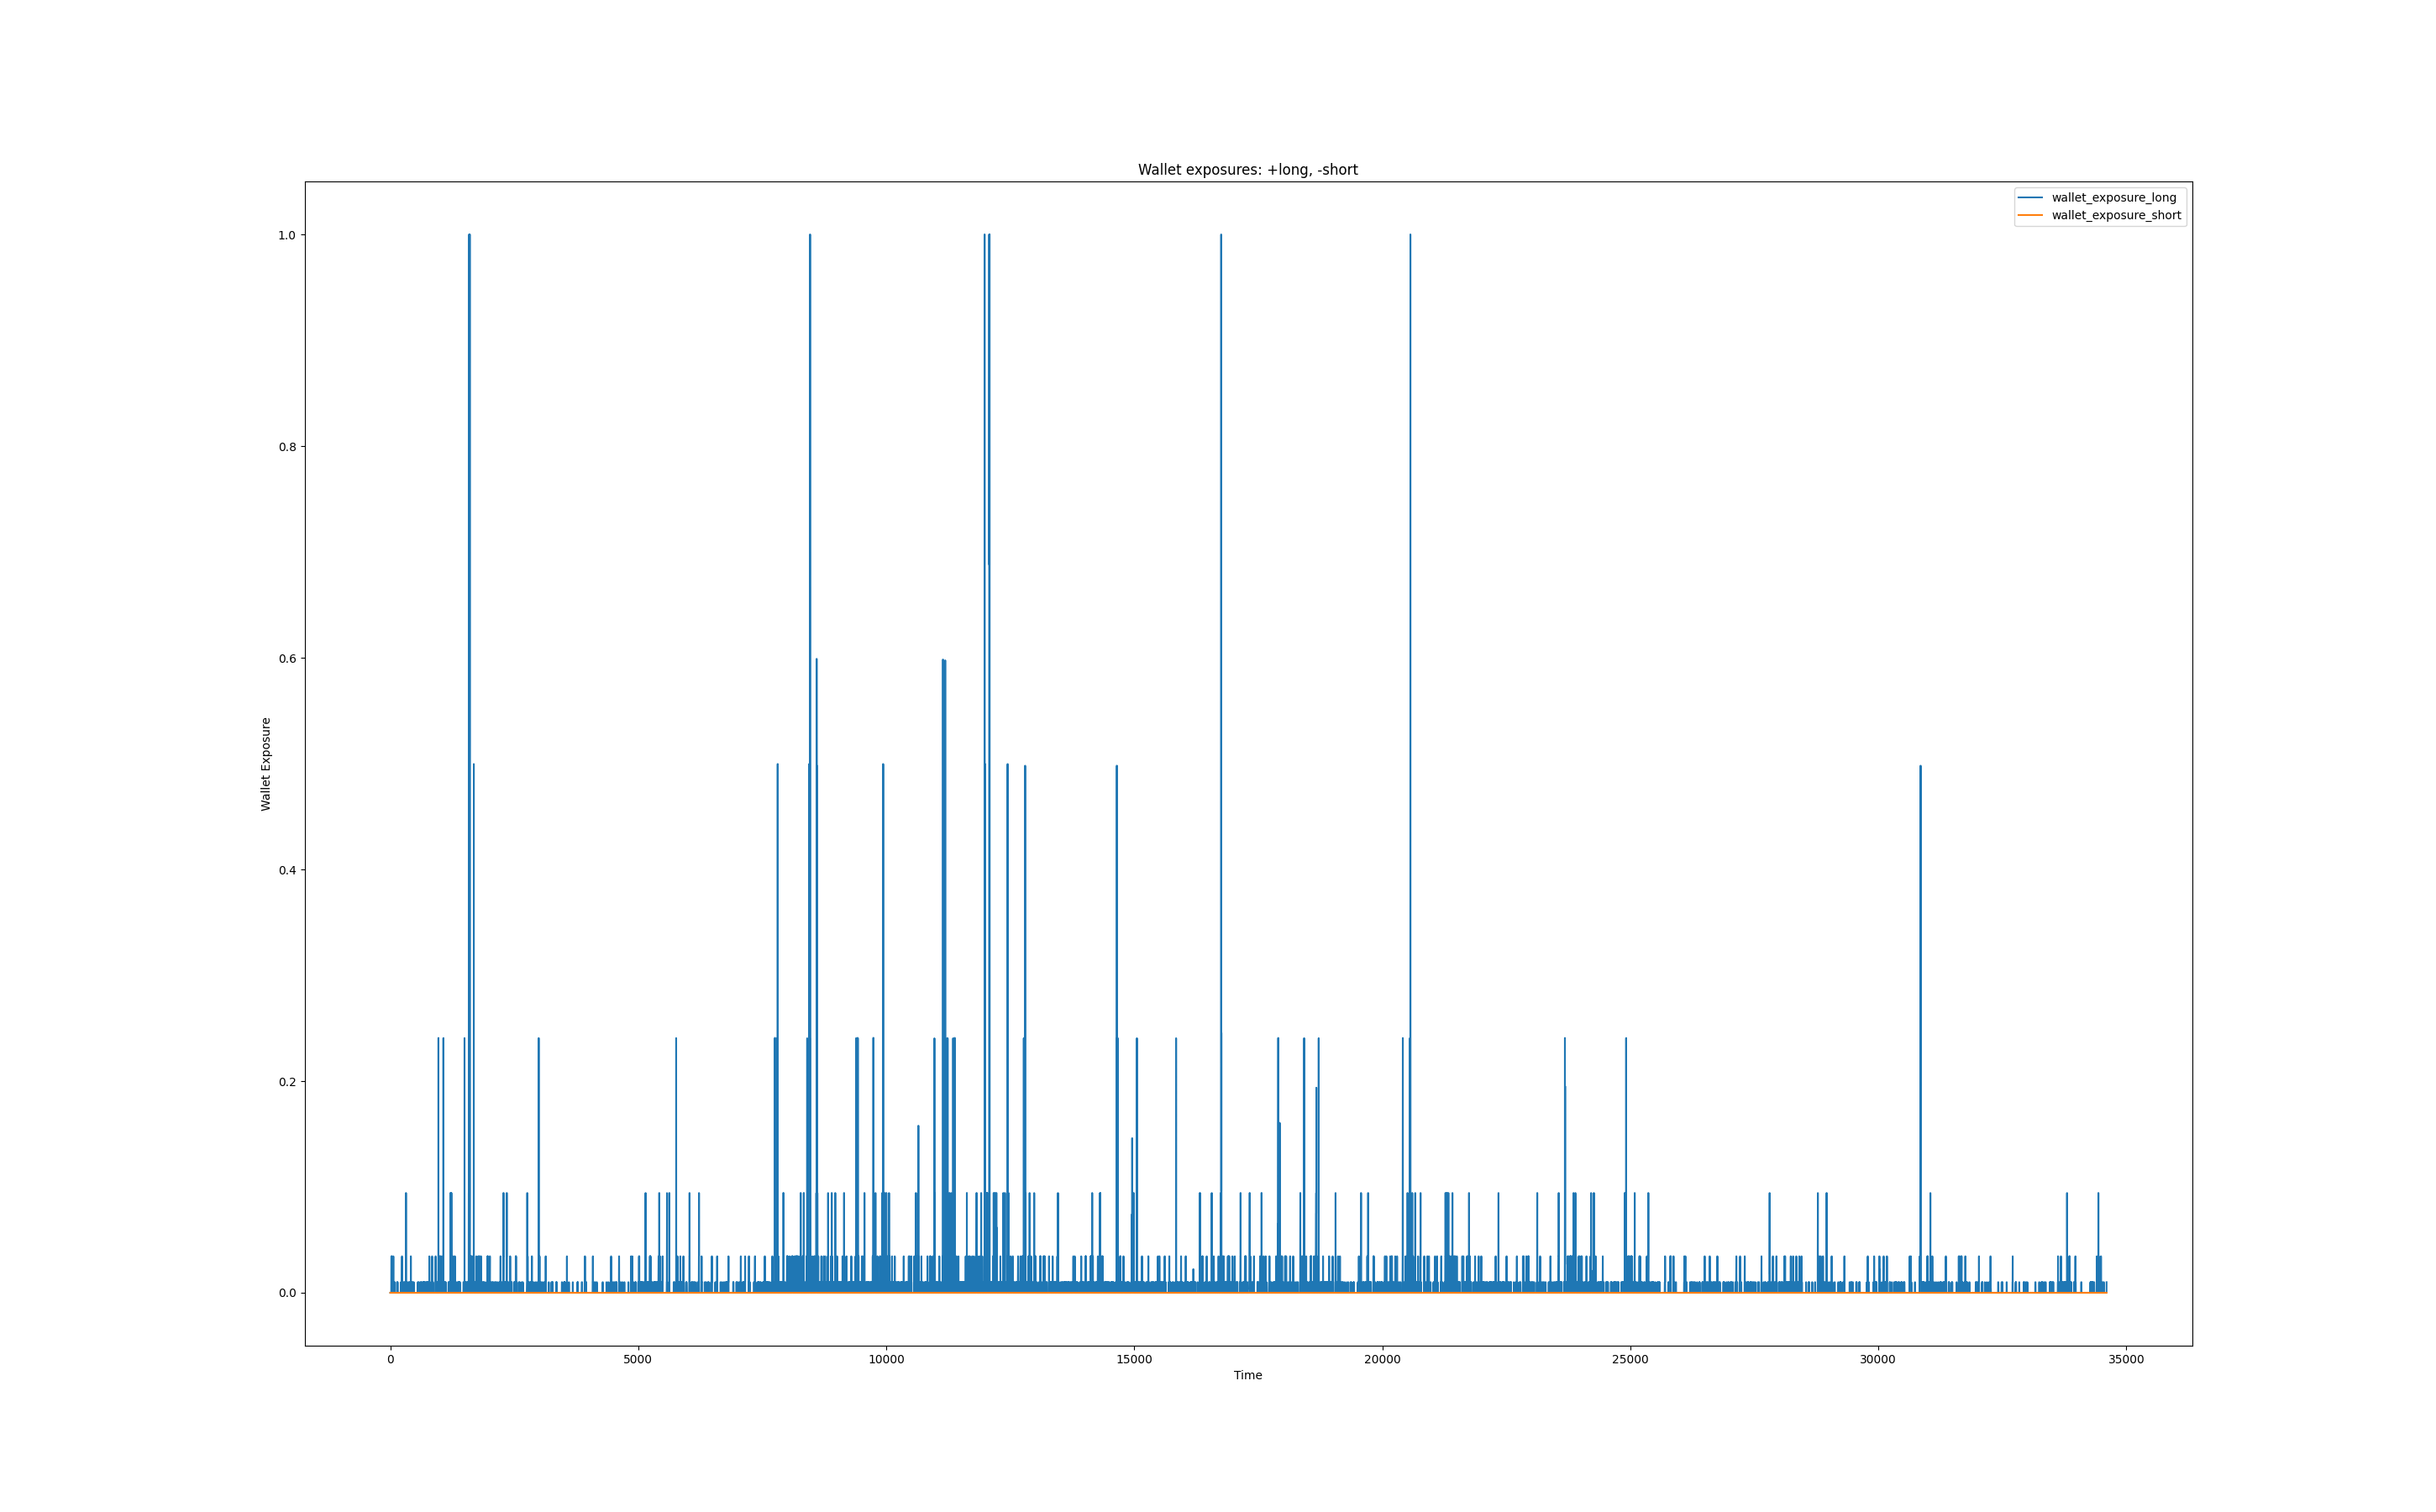 Wallet exposures: +long, -short
wallet_exposure_long
wallet_exposure_short
1.0
0.8
0.6
0.4
0.2
0.0
Wallet Exposure
0 5000 10000 15000 20000 25000 30000 35000
Time